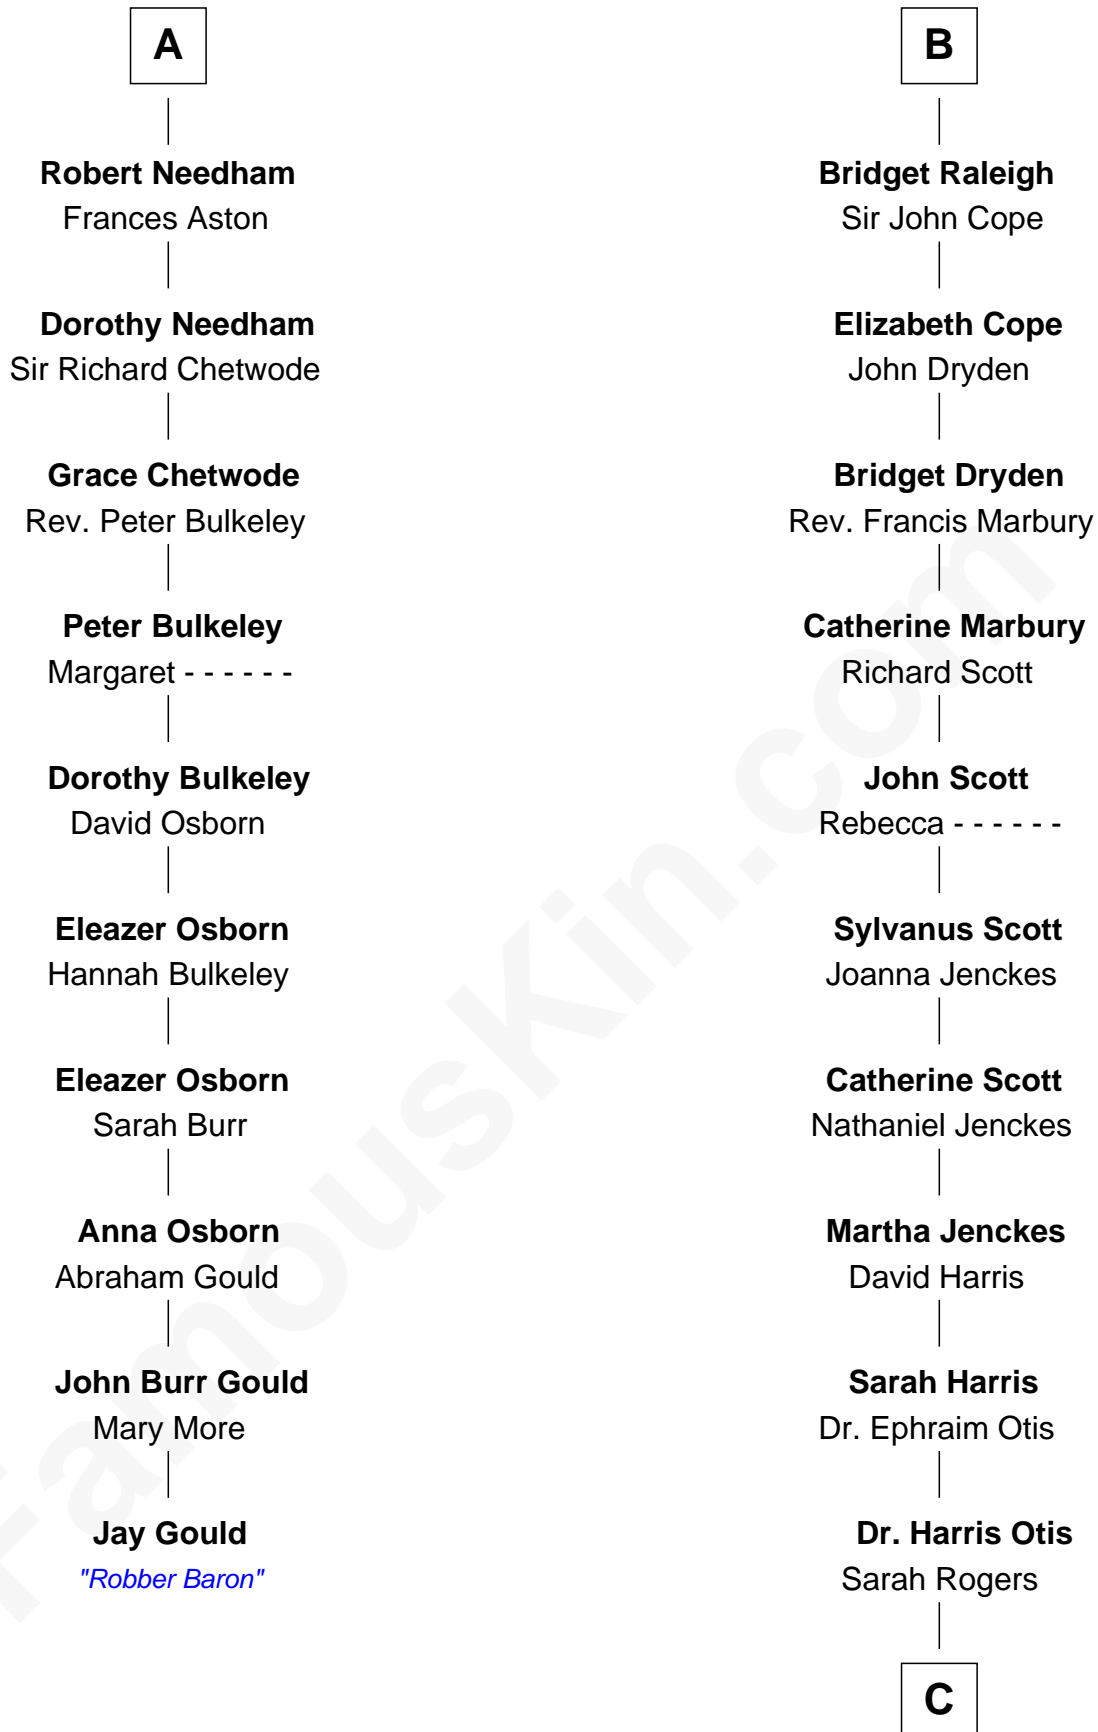 A
Robert Needham
Frances Aston
Dorothy Needham
Sir Richard Chetwode
Grace Chetwode
Rev. Peter Bulkeley
Peter Bulkeley
Margaret - - - - - -
Dorothy Bulkeley
David Osborn
Eleazer Osborn
Hannah Bulkeley
Eleazer Osborn
Sarah Burr
Anna Osborn
Abraham Gould
John Burr Gould
Mary More
Jay Gould
"Robber Baron"
B
Bridget Raleigh
Sir John Cope
Elizabeth Cope
John Dryden
Bridget Dryden
Rev. Francis Marbury
Catherine Marbury
Richard Scott
John Scott
Rebecca - - - - - -
Sylvanus Scott
Joanna Jenckes
Catherine Scott
Nathaniel Jenckes
Martha Jenckes
David Harris
Sarah Harris
Dr. Ephraim Otis
Dr. Harris Otis
Sarah Rogers
C
FamousKin.com